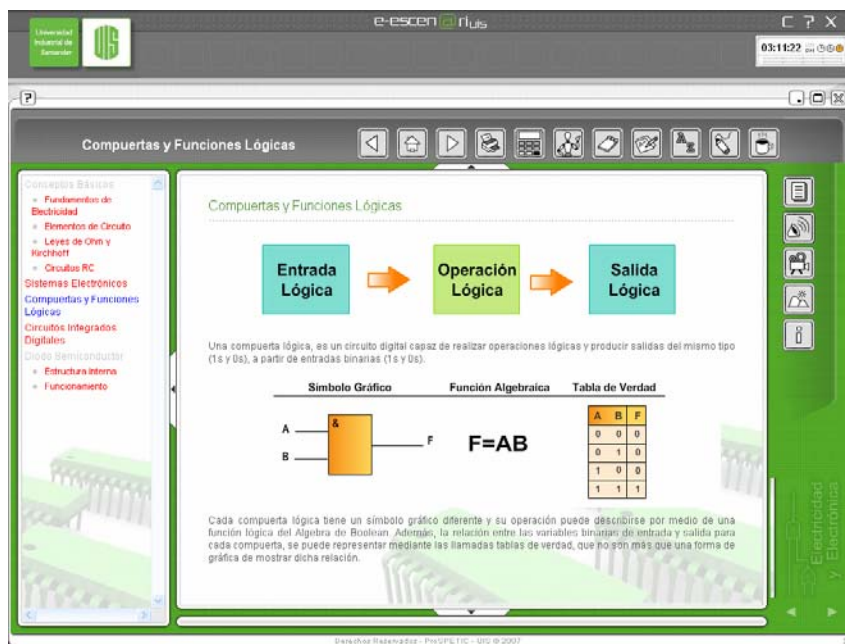 Universidad
Industrial de
Santander
UIS
e-escen@riUIS
03:11:22 pm
Compuertas y Funciones Lógicas
Conceptos Básicos
Fundamentos de
Electricidad
Elementos de Circuito
Leyes de Ohm y
Kirchhoff
Circuitos RC
Sistemas Electrónicos
Compuertas y Funciones
Lógicas
Circuitos Integrados
Digitales
Diodo Semiconductor
Estructura Interna
Funcionamiento
Compuertas y Funciones Lógicas
Entrada
Lógica
Operación
Lógica
Salida
Lógica
Una compuerta lógica, es un circuito digital capaz de realizar operaciones lógicas y producir salidas del mismo tipo
(1s y 0s), a partir de entradas binarias (1s y 0s).
Símbolo Gráfico Función Algebraica Tabla de Verdad
A
B
&
F
F=AB
A B F
0 0 0
0 1 0
1 0 0
1 1 1
Cada compuerta lógica tiene un símbolo gráfico diferente y su operación puede describirse por medio de una
función lógica del Algebra de Boolean. Además, la relación entre las variables binarias de entrada y salida para
cada compuerta, se puede representar mediante las llamadas tablas de verdad, que no son más que una forma de
gráfica de mostrar dicha relación.
Electricidad
y Electrónica
Derechos Reservados - ProSPETIC - UIS © 2007